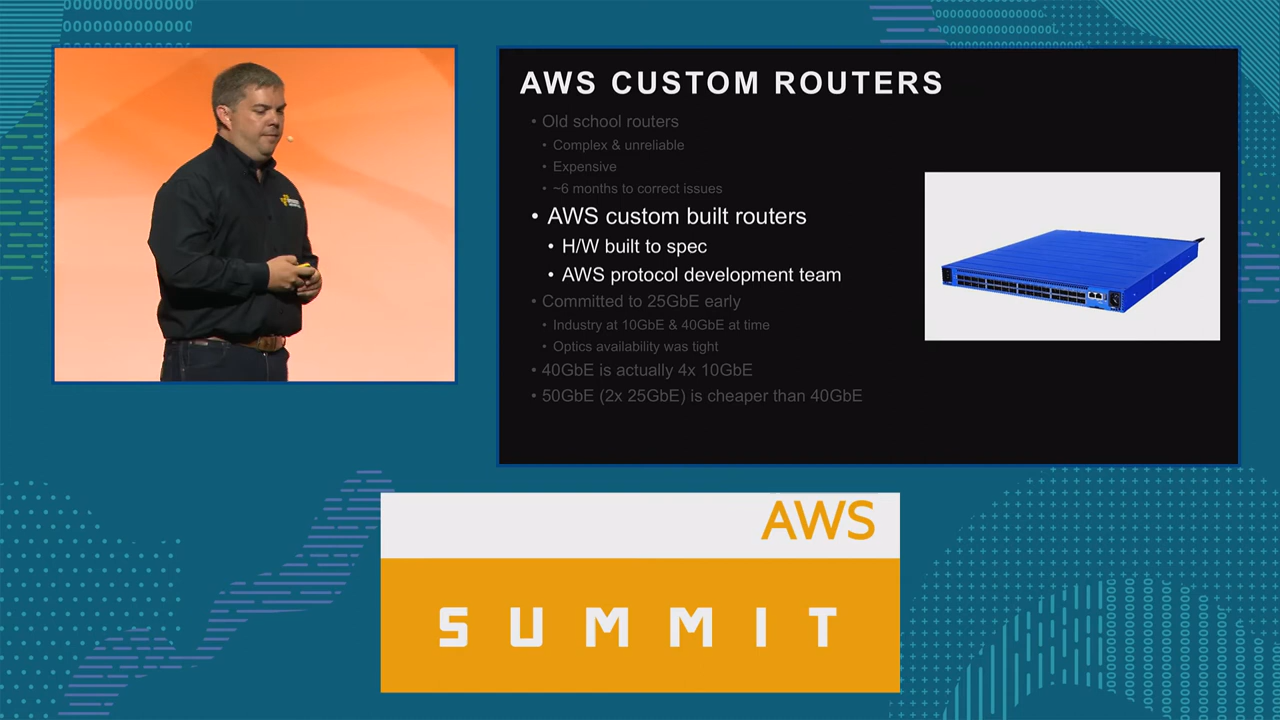 AWS CUSTOM ROUTERS
• Old school routers
• Complex & unreliable
• Expensive
• ~6 months to correct issues
• AWS custom built routers
• H/W built to spec
• AWS protocol development team
• Committed to 25GbE early
• Industry at 10GbE & 40GbE at time
• Optics availability was tight
• 40GbE is actually 4x 10GbE
• 50GbE (2x 25GbE) is cheaper than 40GbE
AWS
SUMMIT